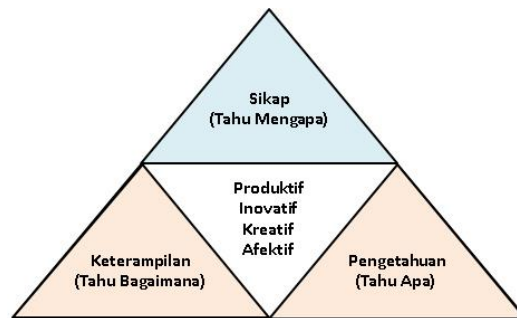 Sikap
(Tahu Mengapa)
Produktif
Inovatif
Kreatif
Afektif
Keterampilan
(Tahu Bagaimana)
Pengetahuan
(Tahu Apa)